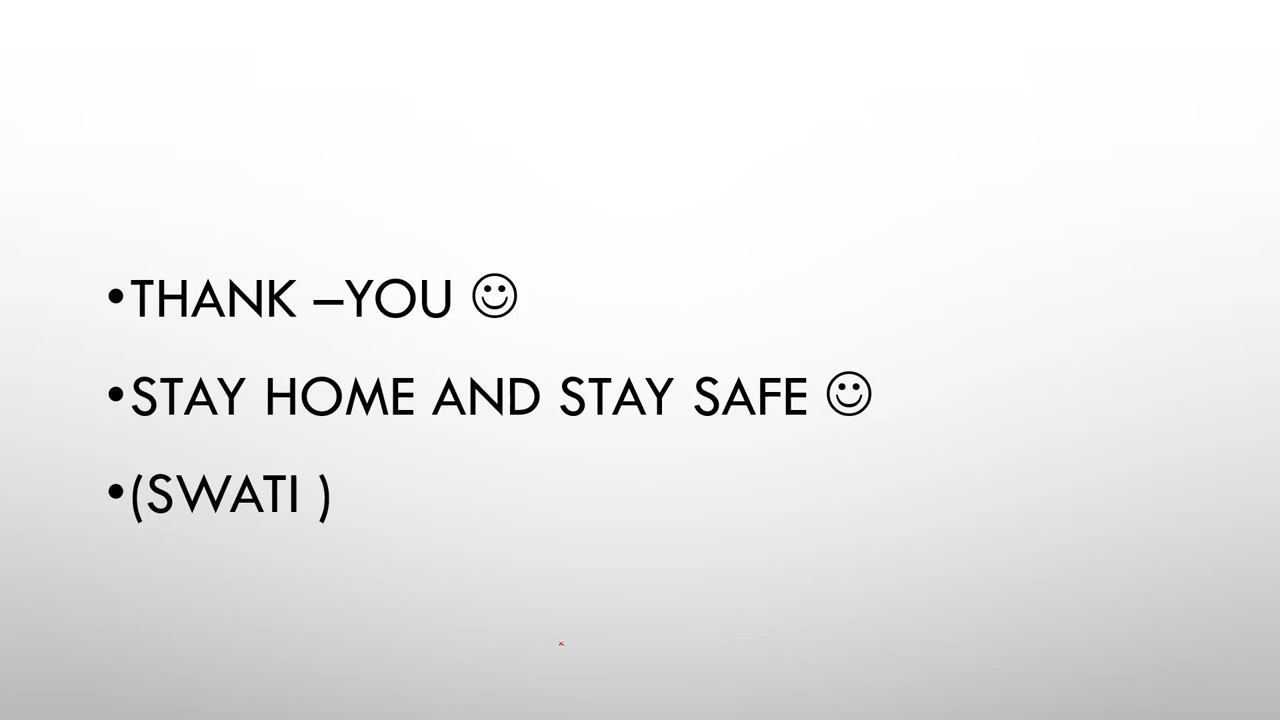 •THANK –YOU ☺
•STAY HOME AND STAY SAFE ☺
•(SWATI )